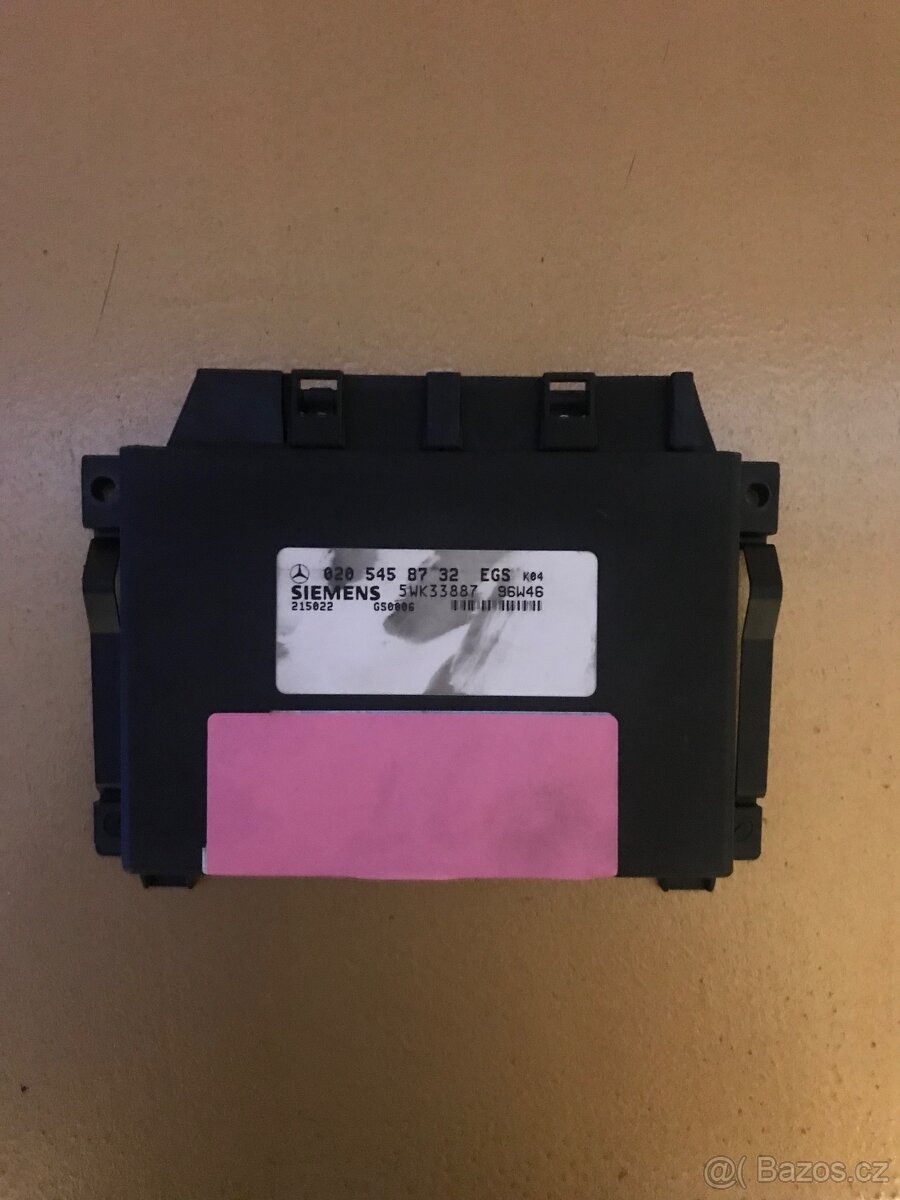 020 545 87 32 EGS K04
SIEMENS 5WK33887 96W46
215022 GS0006
@( Bazos.cz